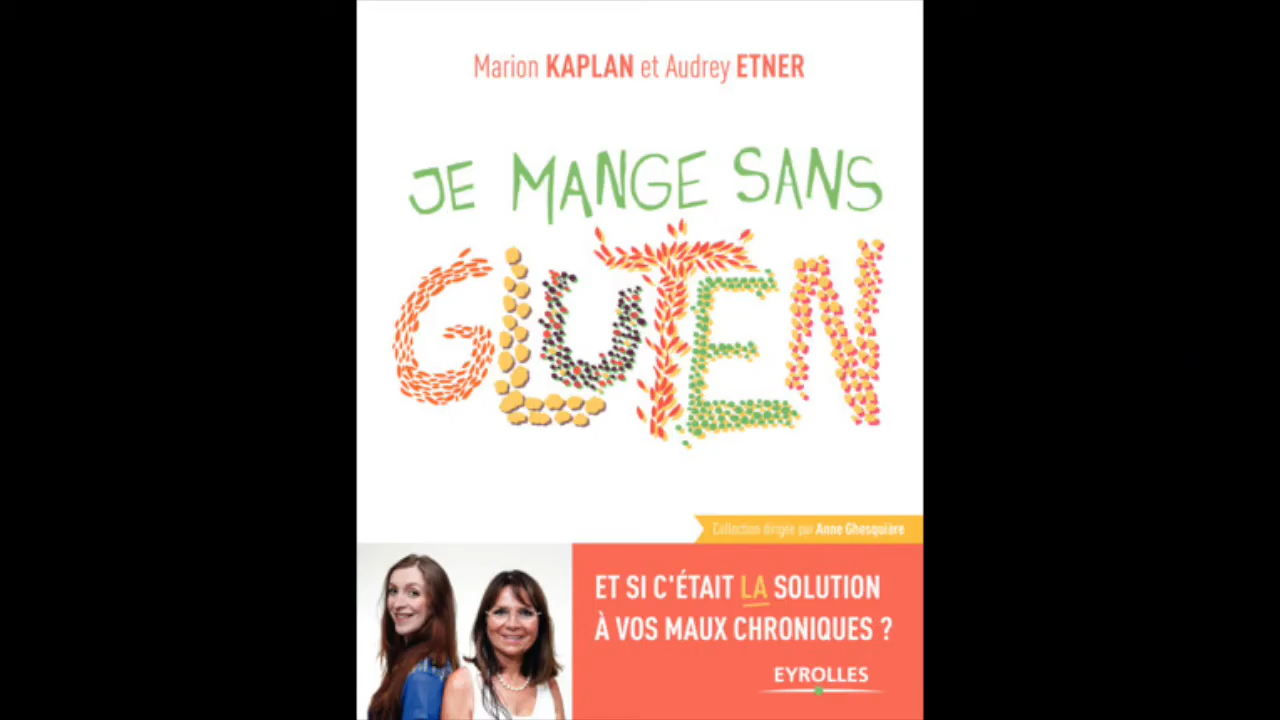 Marion KAPLAN et Audrey ETNER
JE MANGE SANS
GLUTEN
Collection dirigée par Anne Ghesquière
ET SI C'ÉTAIT LA SOLUTION
À VOS MAUX CHRONIQUES ?
EYROLLES